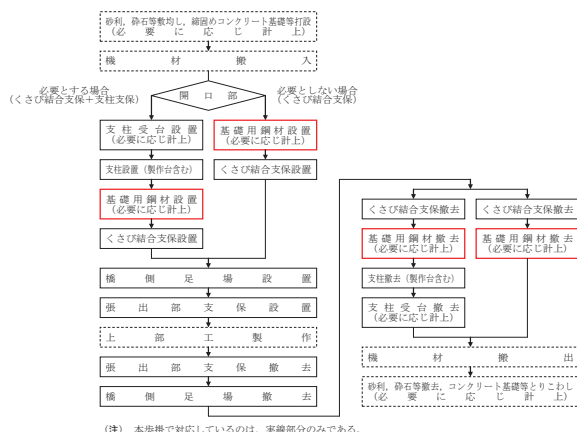 砂利，砕石等敷均し，締固めコンクリート基礎等打設
（必要に応じ計上）
機材搬入
必要とする場合
（くさび結合支保＋支柱支保）
開口部
必要としない場合
（くさび結合支保）
支柱受台設置
（必要に応じ計上）
支柱設置（製作台含む）
基礎用鋼材設置
（必要に応じ計上）
くさび結合支保設置
基礎用鋼材設置
（必要に応じ計上）
くさび結合支保設置
橋側足場設置
張出部支保設置
上部工製作
張出部支保撤去
橋側足場撤去
くさび結合支保撤去
基礎用鋼材撤去
（必要に応じ計上）
支柱撤去（製作台含む）
支柱受台撤去
（必要に応じ計上）
くさび結合支保撤去
基礎用鋼材撤去
（必要に応じ計上）
機材搬出
砂利，砕石等撤去，コンクリート基礎等とりこわし
（必要に応じ計上）
（注） 本歩掛で対応しているのは，実線部分のみである。